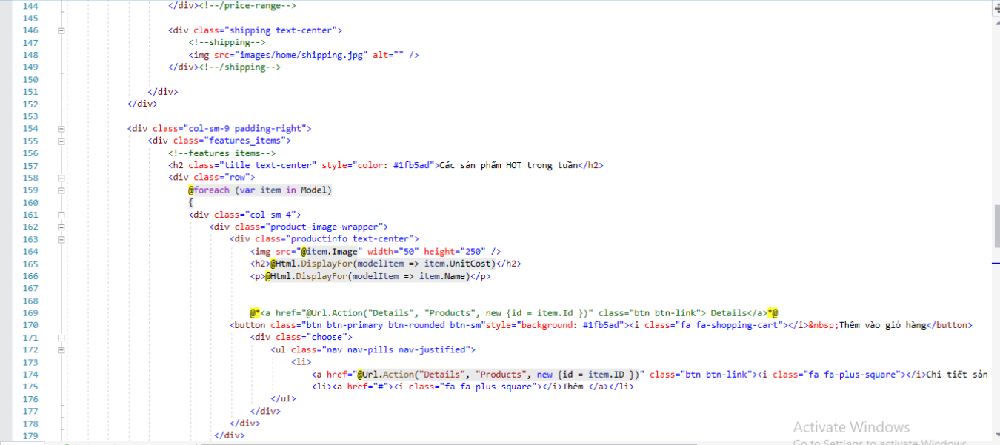 144 </div><!--/price-range-->
145
146 <div class="shipping text-center">
147 <!--shipping-->
148 <img src="images/home/shipping.jpg" alt="" />
149 </div><!--/shipping-->
150
151 </div>
152 </div>
153
154 <div class="col-sm-9 padding-right">
155 <div class="features_items">
156 <!--features_items-->
157 <h2 class="title text-center" style="color: #1fb5ad">Các sản phẩm HOT trong tuần</h2>
158 <div class="row">
159 @foreach (var item in Model)
160 {
161 <div class="col-sm-4">
162 <div class="product-image-wrapper">
163 <div class="productinfo text-center">
164 <img src="@item.Image" width="50" height="250" />
165 <h2>@Html.DisplayFor(modelItem => item.UnitCost)</h2>
166 <p>@Html.DisplayFor(modelItem => item.Name)</p>
167
168
169 @*<a href="@Url.Action("Details", "Products", new {id = item.Id })" class="btn btn-link"> Details</a>*@
170 <button class="btn btn-primary btn-rounded btn-sm"style="background: #1fb5ad"><i class="fa fa-shopping-cart"></i>&nbsp;Thêm vào giỏ hàng</button>
171 <div class="choose">
172 <ul class="nav nav-pills nav-justified">
173 <li>
174 <a href="@Url.Action("Details", "Products", new {id = item.ID })" class="btn btn-link"><i class="fa fa-plus-square"></i>Chi tiết sản
175 <li><a href="#"><i class="fa fa-plus-square"></i>Thêm </a></li>
176 </ul>
177 </div>
178 </div>
179 </div>
Activate Windows
Go to Settings to activate Windows.